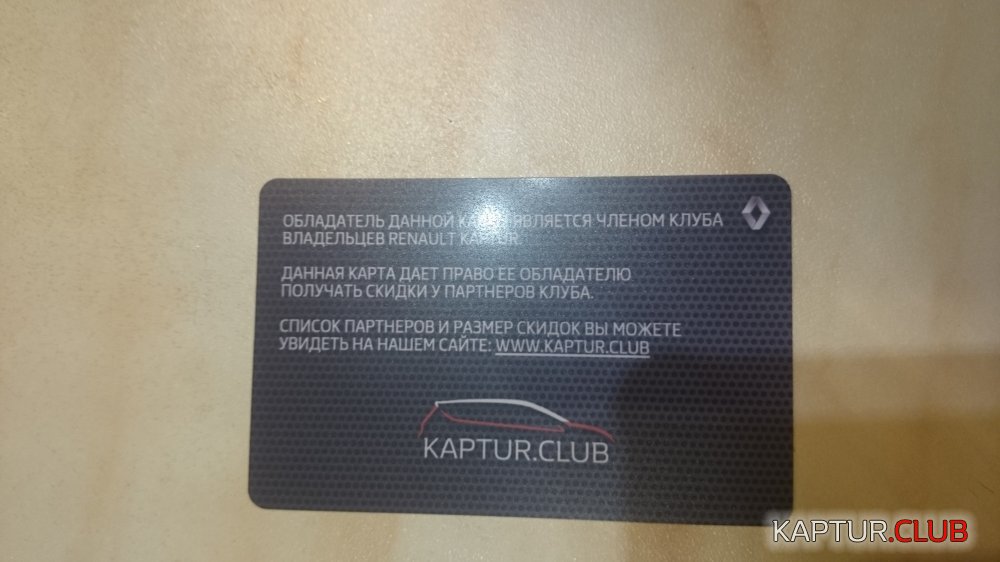 ОБЛАДАТЕЛЬ ДАННОЙ КАРТЫ ЯВЛЯЕТСЯ ЧЛЕНОМ КЛУБА
ВЛАДЕЛЬЦЕВ RENAULT KAPTUR.
ДАННАЯ КАРТА ДАЕТ ПРАВО ЕЕ ОБЛАДАТЕЛЮ
ПОЛУЧАТЬ СКИДКИ У ПАРТНЕРОВ КЛУБА.
СПИСОК ПАРТНЕРОВ И РАЗМЕР СКИДОК ВЫ МОЖЕТЕ
УВИДЕТЬ НА НАШЕМ САЙТЕ: WWW.KAPTUR.CLUB
KAPTUR.CLUB
KAPTUR.CLUB